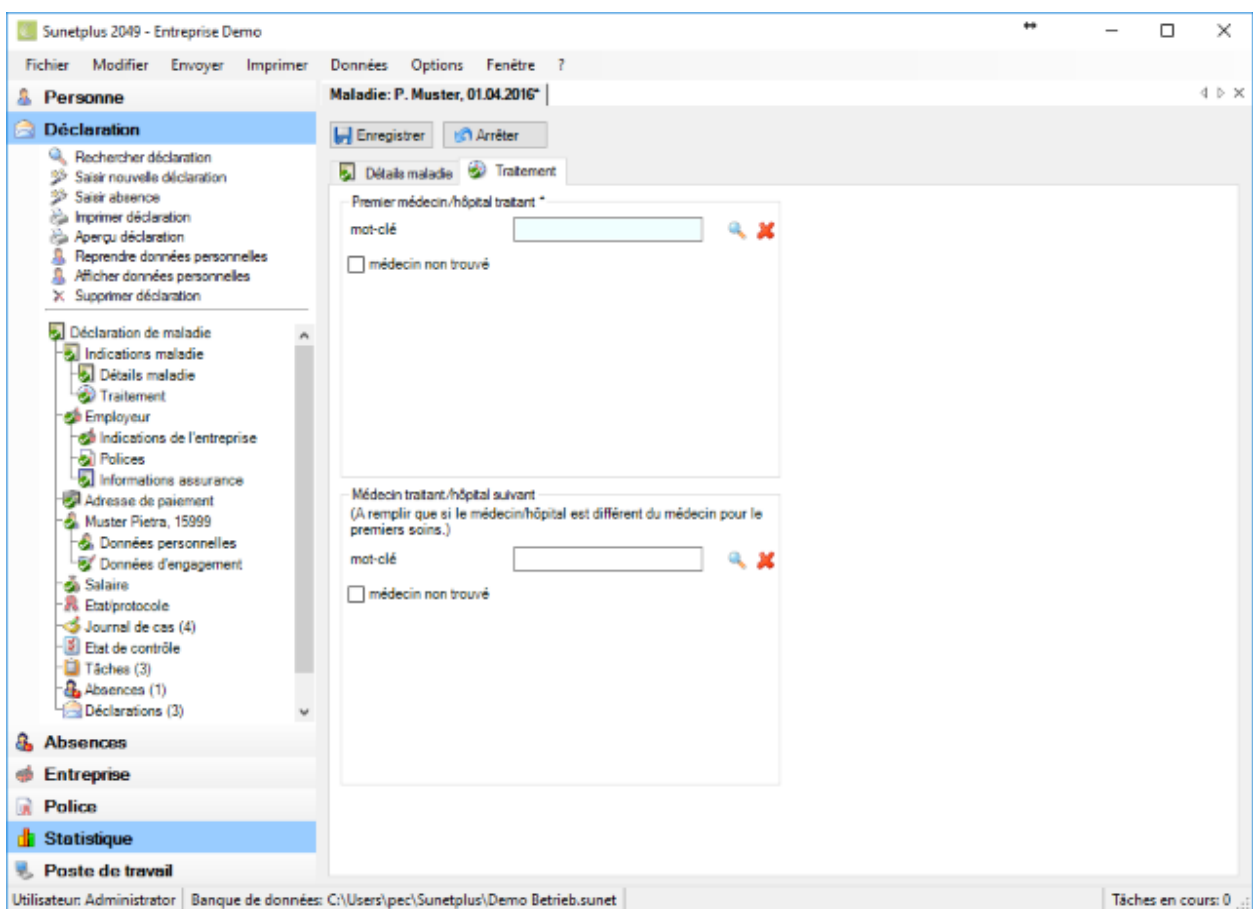 Sunetplus 2049 - Entreprise Demo
Fichier Modifier Envoyer Imprimer Données Options Fenêtre ?
Personne
Déclaration
Rechercher déclaration
Saisir nouvelle déclaration
Saisir absence
Imprimer déclaration
Aperçu déclaration
Reprendre données personnelles
Afficher données personnelles
Supprimer déclaration
Déclaration de maladie
Indications maladie
Détails maladie
Traitement
Employeur
Indications de l'entreprise
Polices
Informations assurance
Adresse de paiement
Muster Pietra, 15999
Données personnelles
Données d'engagement
Salaire
Etat/protocole
Journal de cas (4)
Etat de contrôle
Tâches (3)
Absences (1)
Déclarations (3)
Absences
Entreprise
Police
Statistique
Poste de travail
Maladie: P. Muster, 01.04.2016*
Enregistrer Arrêter
Détails maladie Traitement
Premier médecin/hôpital traitant *
mot-clé
médecin non trouvé
Médecin traitant/hôpital suivant
(A remplir que si le médecin/hôpital est différent du médecin pour le
premiers soins.)
mot-clé
médecin non trouvé
Utilisateur: Administrator Banque de données: C:\Users\pec\Sunetplus\Demo Betrieb.sunet Tâches en cours: 0